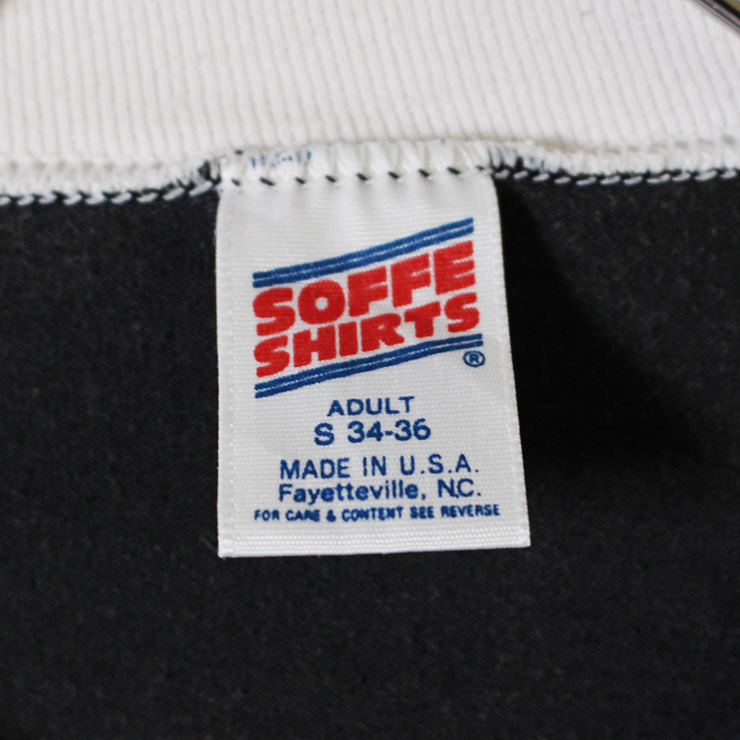 SOFFE
SHIRTS
®
ADULT
S 34-36
MADE IN U.S.A.
Fayetteville, N.C.
FOR CARE & CONTENT SEE REVERSE